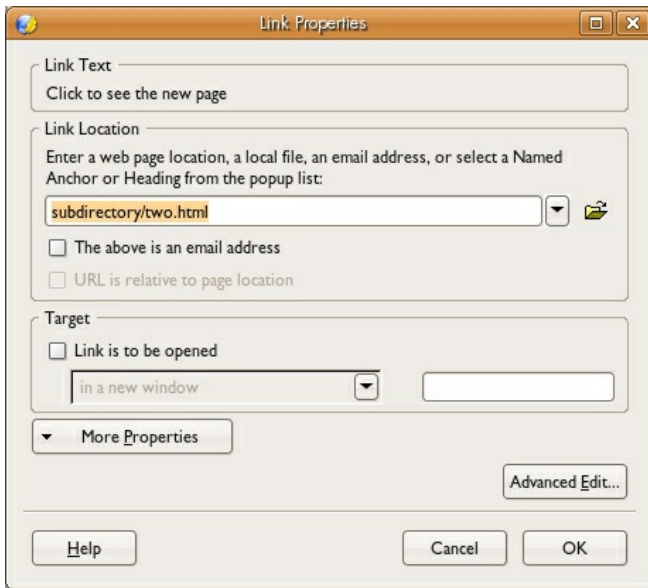 Link Properties
Link Text
Click to see the new page
Link Location
Enter a web page location, a local file, an email address, or select a Named
Anchor or Heading from the popup list:
subdirectory/two.html
The above is an email address
URL is relative to page location
Target
Link is to be opened
in a new window
More Properties
Advanced Edit...
Help Cancel OK